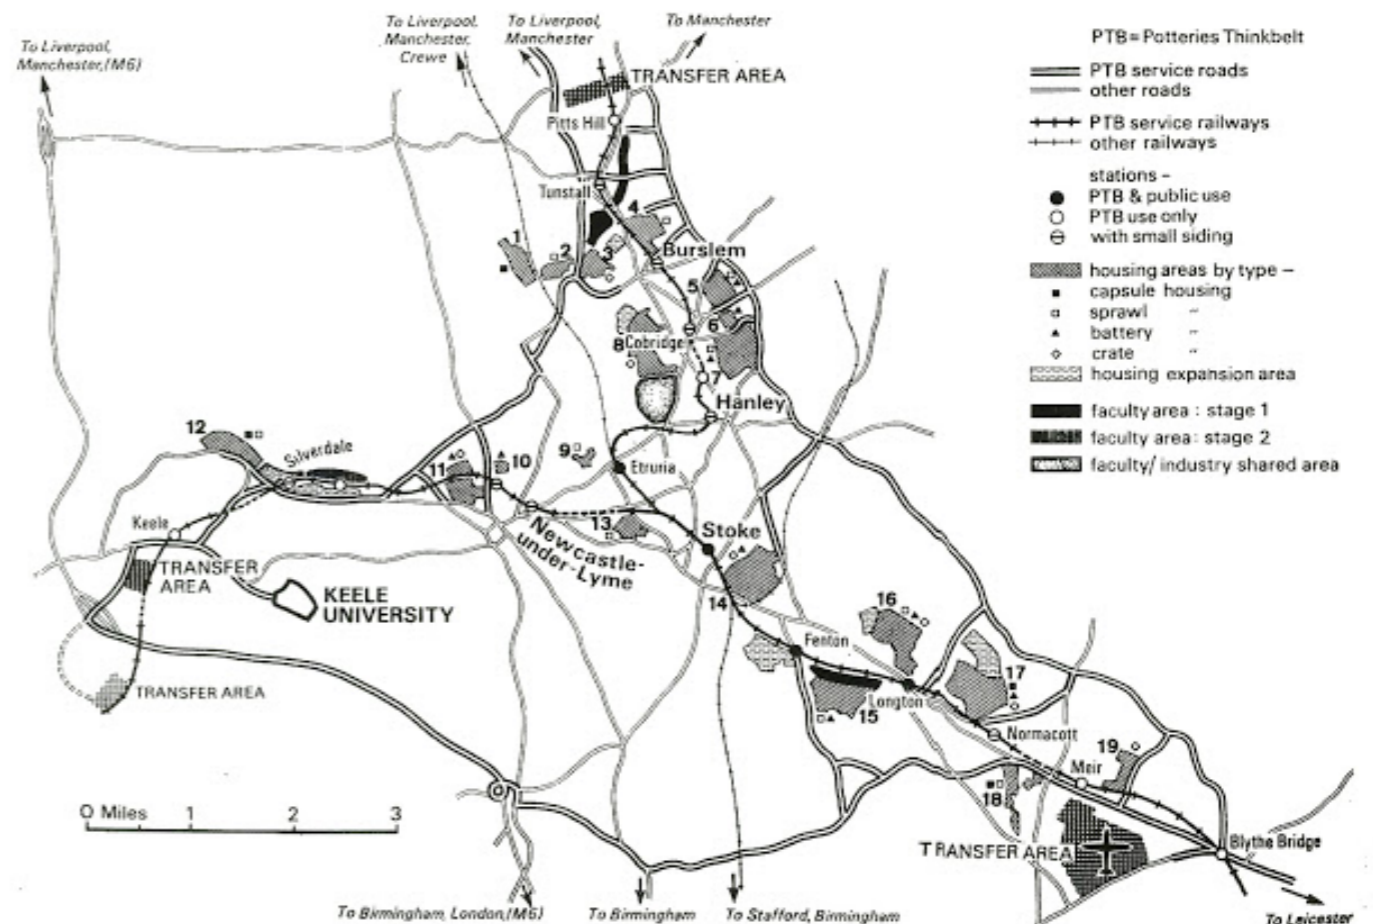 To Liverpool,
Manchester,(M6)
To Liverpool,
Manchester,
Crewe
To Liverpool,
Manchester
To Manchester
TRANSFER AREA
Pitts Hill
Tunstall
4
1
2
3
Burslem
5
6
8
Cobridge
7
Hanley
12
Silverdale
11
10
9
Etruria
Keele
13
Newcastle-
under-Lyme
Stoke
TRANSFER
AREA
KEELE
UNIVERSITY
14
16
Fenton
17
TRANSFER AREA
15
Longton
Normacott
19
Meir
18
TRANSFER AREA
Blythe Bridge
0 Miles 1 2 3
To Birmingham, London,(M6)
To Birmingham
To Stafford, Birmingham
To Leicester
PTB = Potteries Thinkbelt
PTB service roads
other roads
PTB service railways
other railways
stations –
PTB & public use
PTB use only
with small siding
housing areas by type –
capsule housing
sprawl "
battery "
crate "
housing expansion area
faculty area : stage 1
faculty area : stage 2
faculty/industry shared area